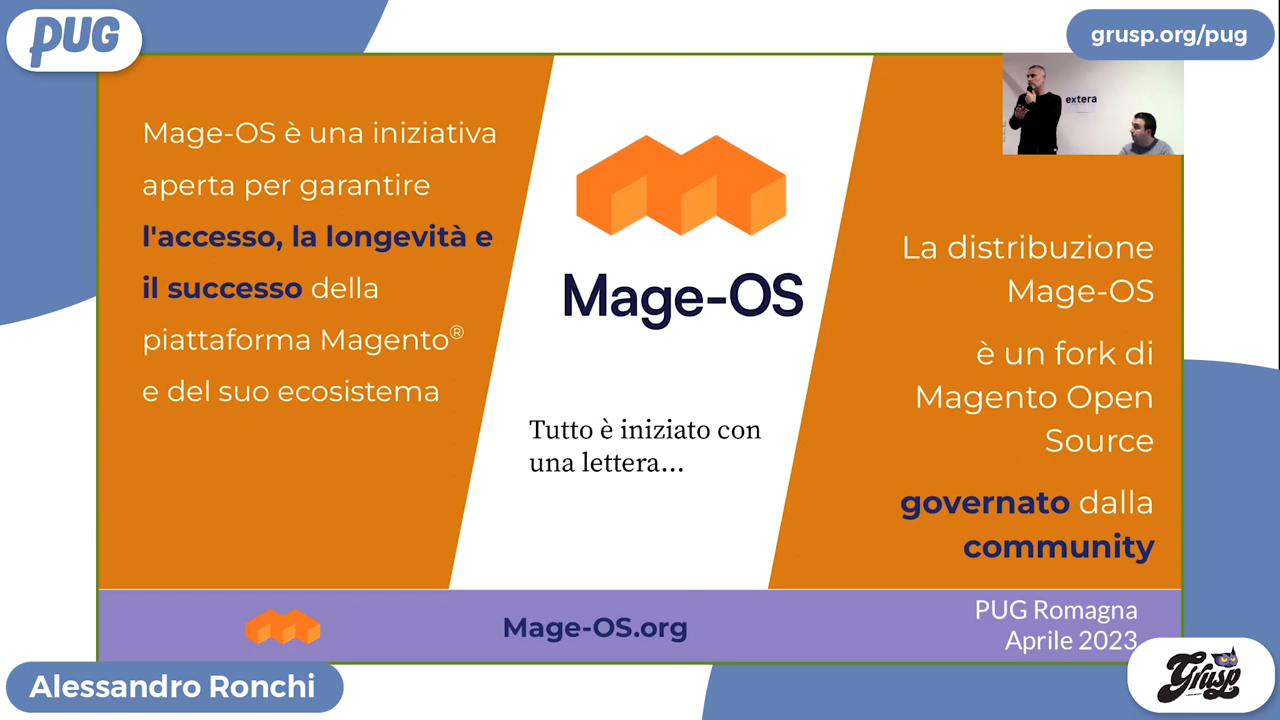 PUG
grusp.org/pug
extera
Mage-OS è una iniziativa
aperta per garantire
l'accesso, la longevità e
il successo della
piattaforma Magento®
e del suo ecosistema
Mage-OS
Tutto è iniziato con
una lettera...
La distribuzione
Mage-OS
è un fork di
Magento Open
Source
governato dalla
community
Mage-OS.org
PUG Romagna
Aprile 2023
Alessandro Ronchi
Grusp